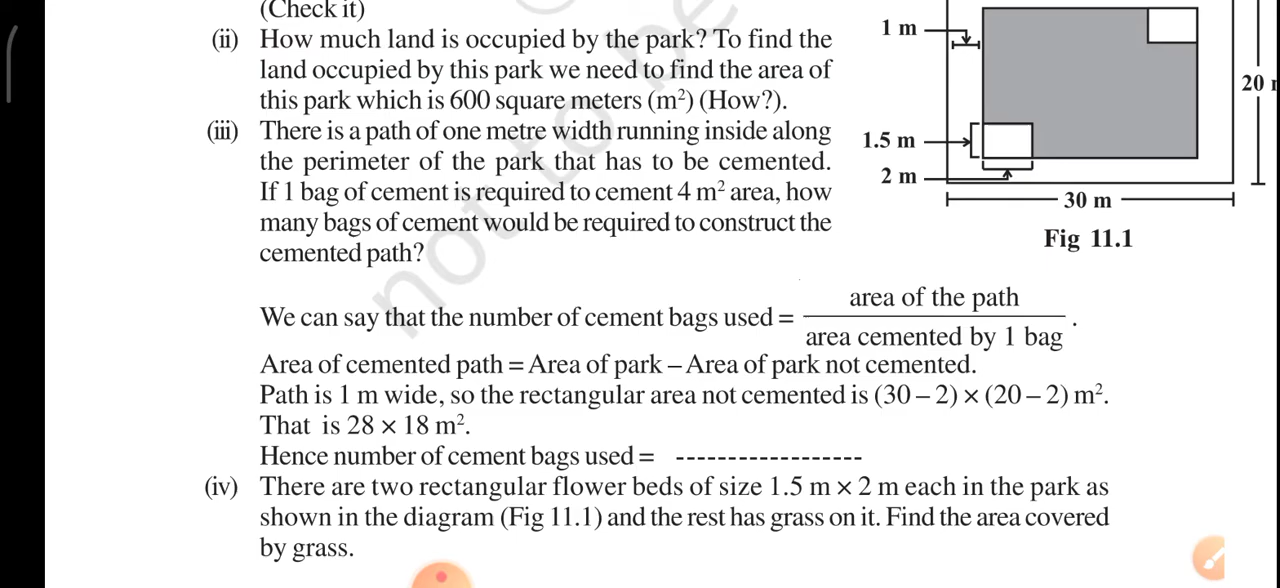 (Check it)
(ii) How much land is occupied by the park? To find the
land occupied by this park we need to find the area of
this park which is 600 square meters (m²) (How?).
(iii) There is a path of one metre width running inside along
the perimeter of the park that has to be cemented.
If 1 bag of cement is required to cement 4 m² area, how
many bags of cement would be required to construct the
cemented path?
1 m
20
1.5 m
2 m
30 m
Fig 11.1
We can say that the number of cement bags used = area of the path
area cemented by 1 bag .
Area of cemented path = Area of park – Area of park not cemented.
Path is 1 m wide, so the rectangular area not cemented is (30 – 2) × (20 – 2) m².
That is 28 × 18 m².
Hence number of cement bags used = ------------------
(iv) There are two rectangular flower beds of size 1.5 m × 2 m each in the park as
shown in the diagram (Fig 11.1) and the rest has grass on it. Find the area covered
by grass.
not to be